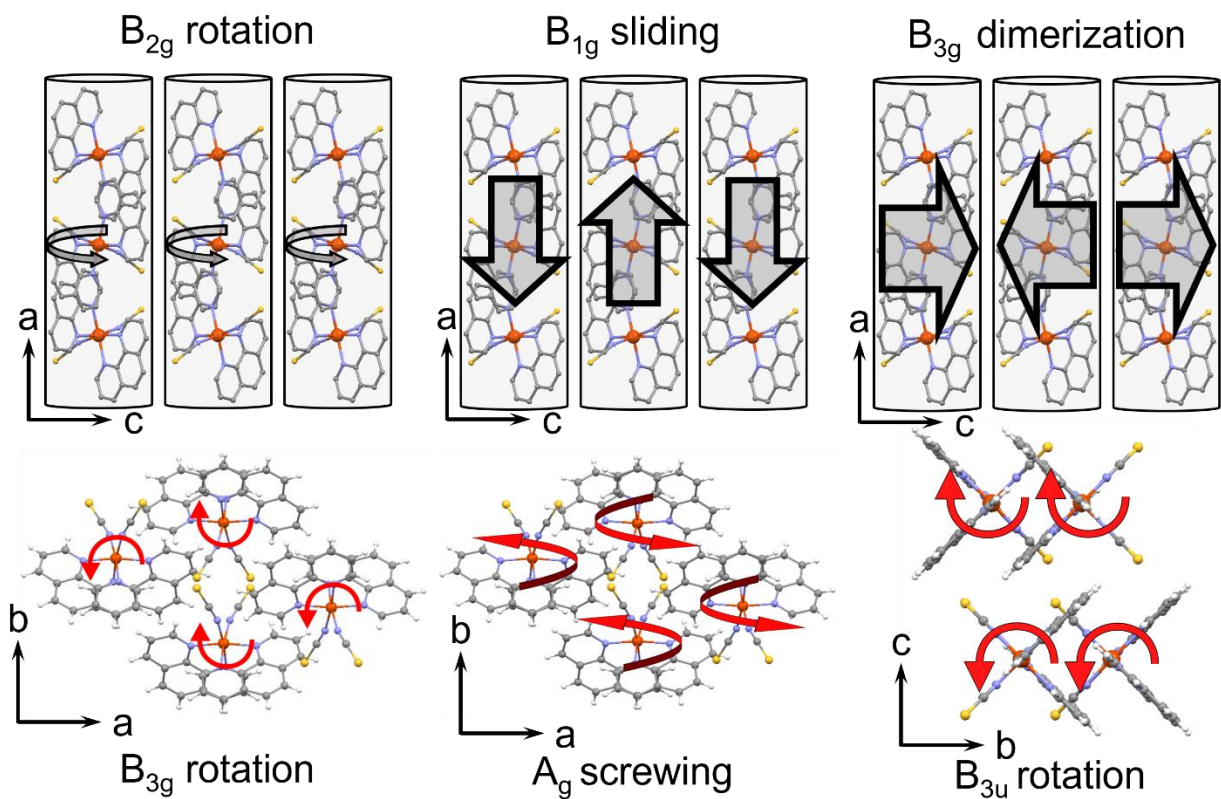 B2g rotation
B1g sliding
B3g dimerization
a
c
a
c
a
c
b
a
b
a
c
b
B3g rotation
Ag screwing
B3u rotation